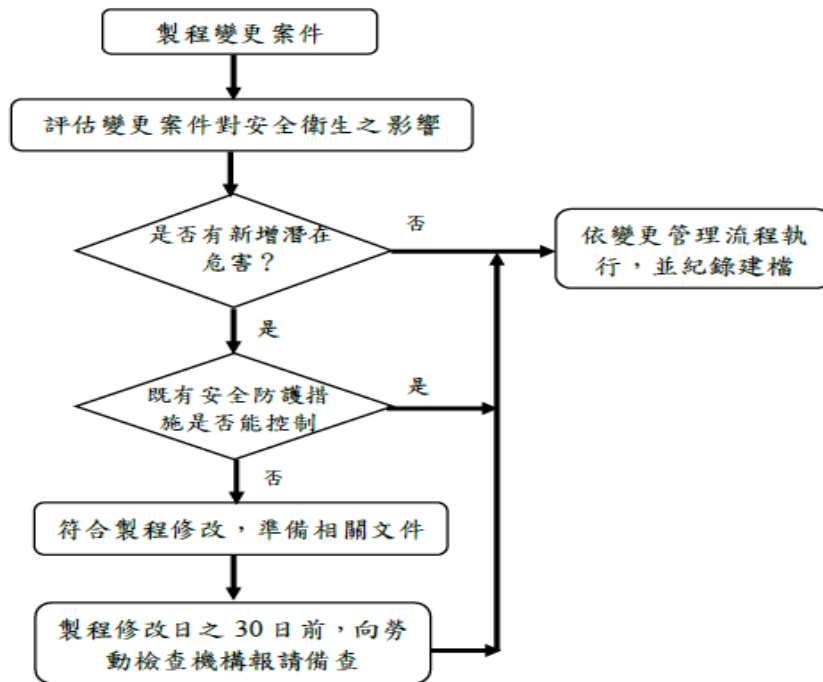 製程變更案件
評估變更案件對安全衛生之影響
是否有新增潛在
危害？
否
依變更管理流程執
行，並紀錄建檔
是
既有安全防護措
施是否能控制
是
否
符合製程修改，準備相關文件
製程修改日之 30 日前，向勞
動檢查機構報請備查